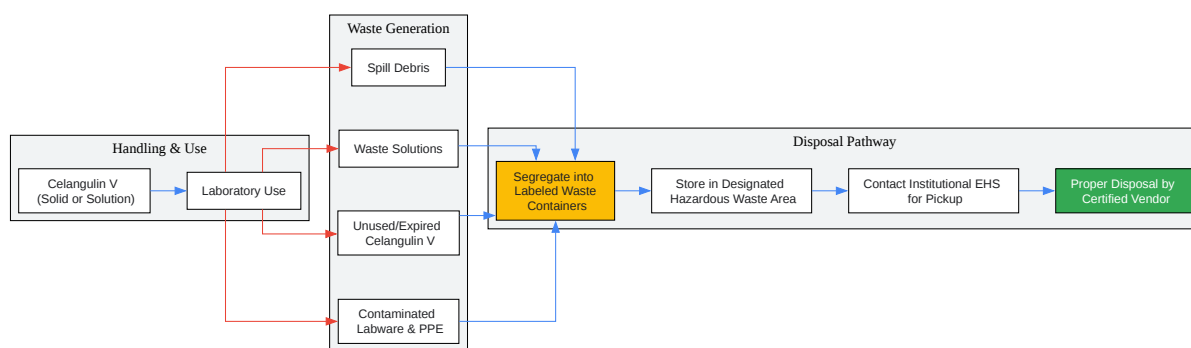 Waste Generation
Spill Debris
Waste Solutions
Unused/Expired
Celangulin V
Contaminated
Labware & PPE
Handling & Use
Celangulin V
(Solid or Solution)
Laboratory Use
Disposal Pathway
Segregate into
Labeled Waste
Containers
Store in Designated
Hazardous Waste Area
Contact Institutional EHS
for Pickup
Proper Disposal by
Certified Vendor